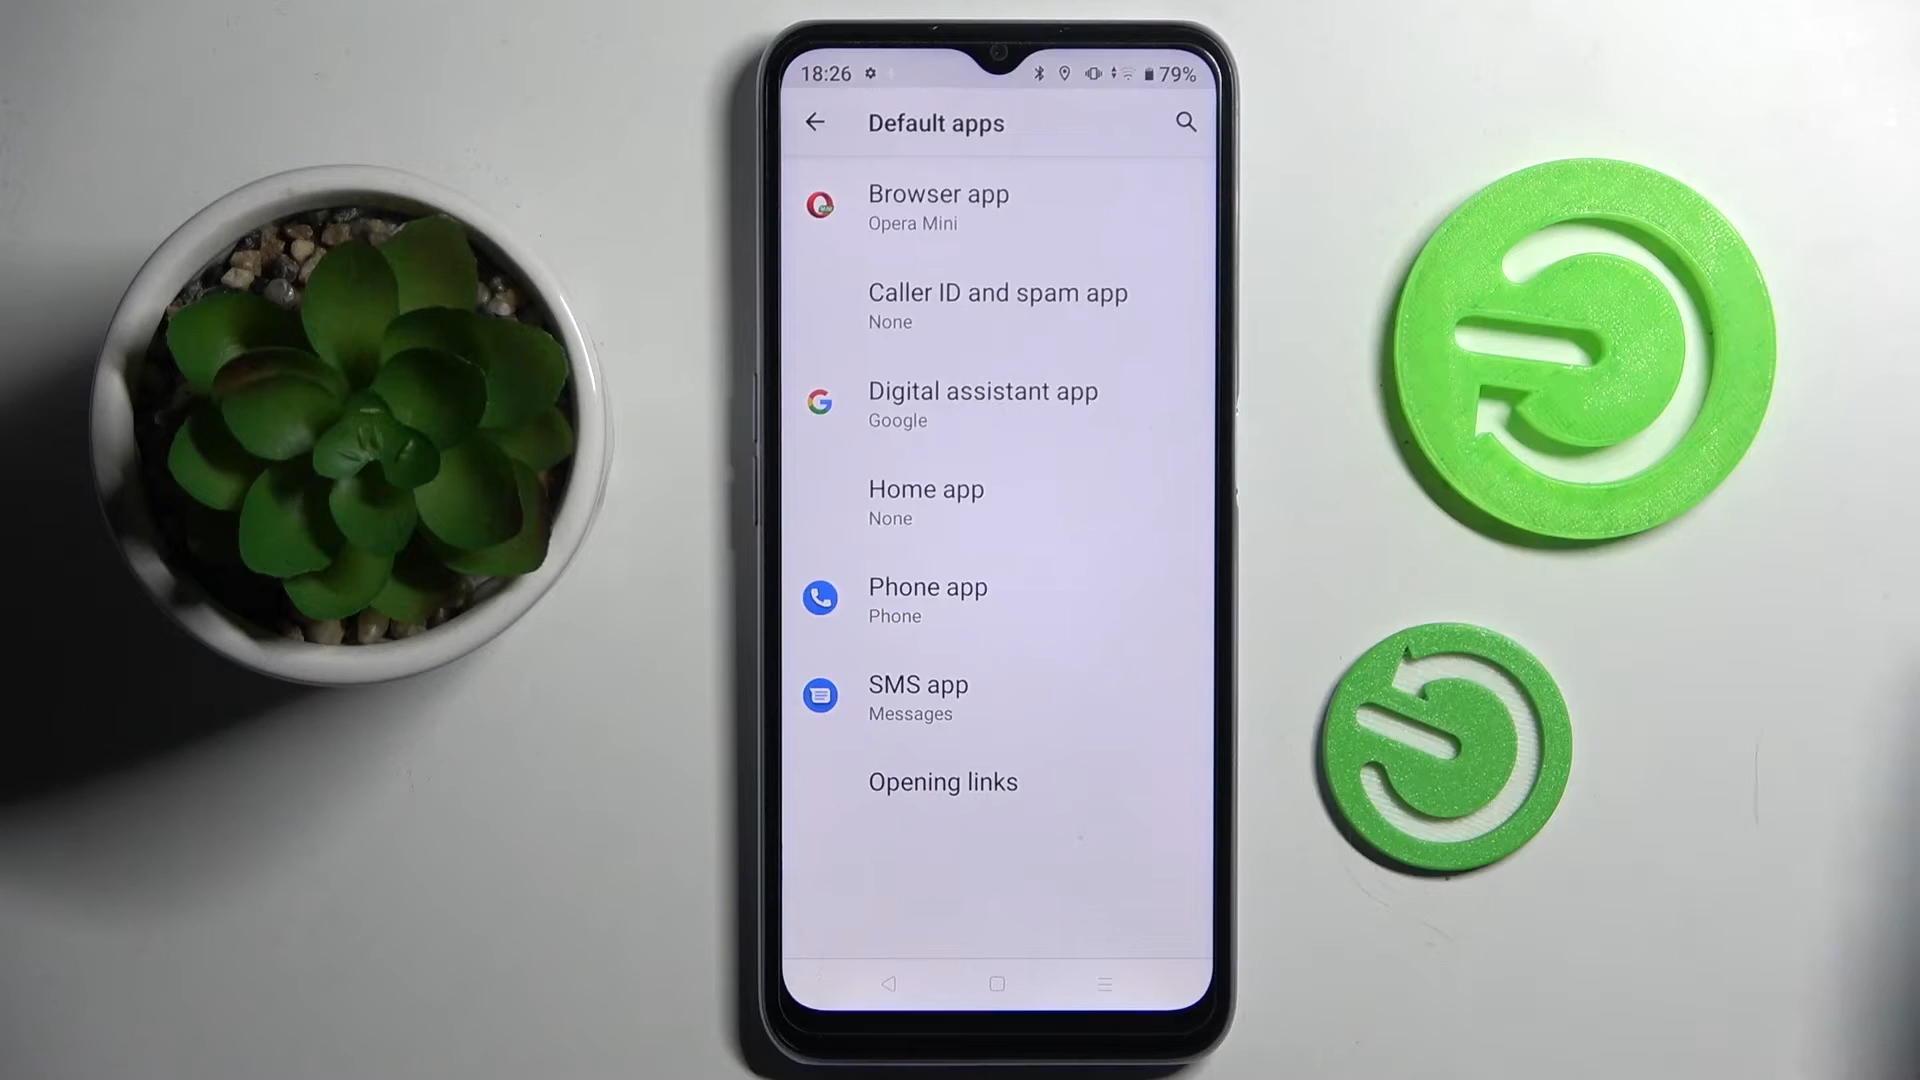 18:26 79%
Default apps
Browser app
Opera Mini
Caller ID and spam app
None
Digital assistant app
Google
Home app
None
Phone app
Phone
SMS app
Messages
Opening links